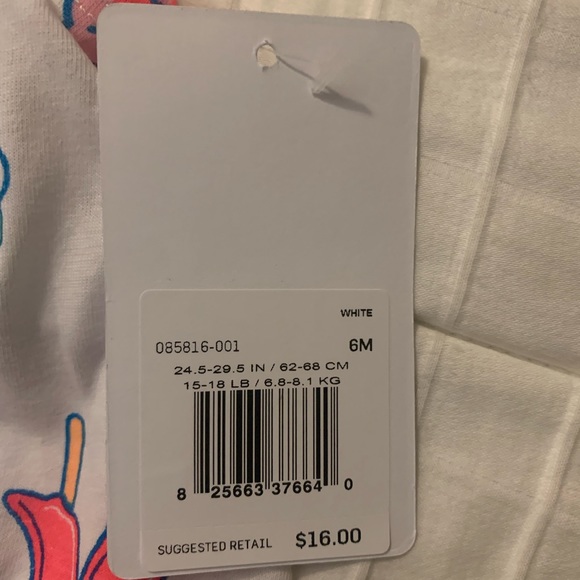 WHITE
085816-001 6M
24.5-29.5 IN / 62-68 CM
15-18 LB / 6.8-8.1 KG
8 25663 37664 0
SUGGESTED RETAIL $16.00